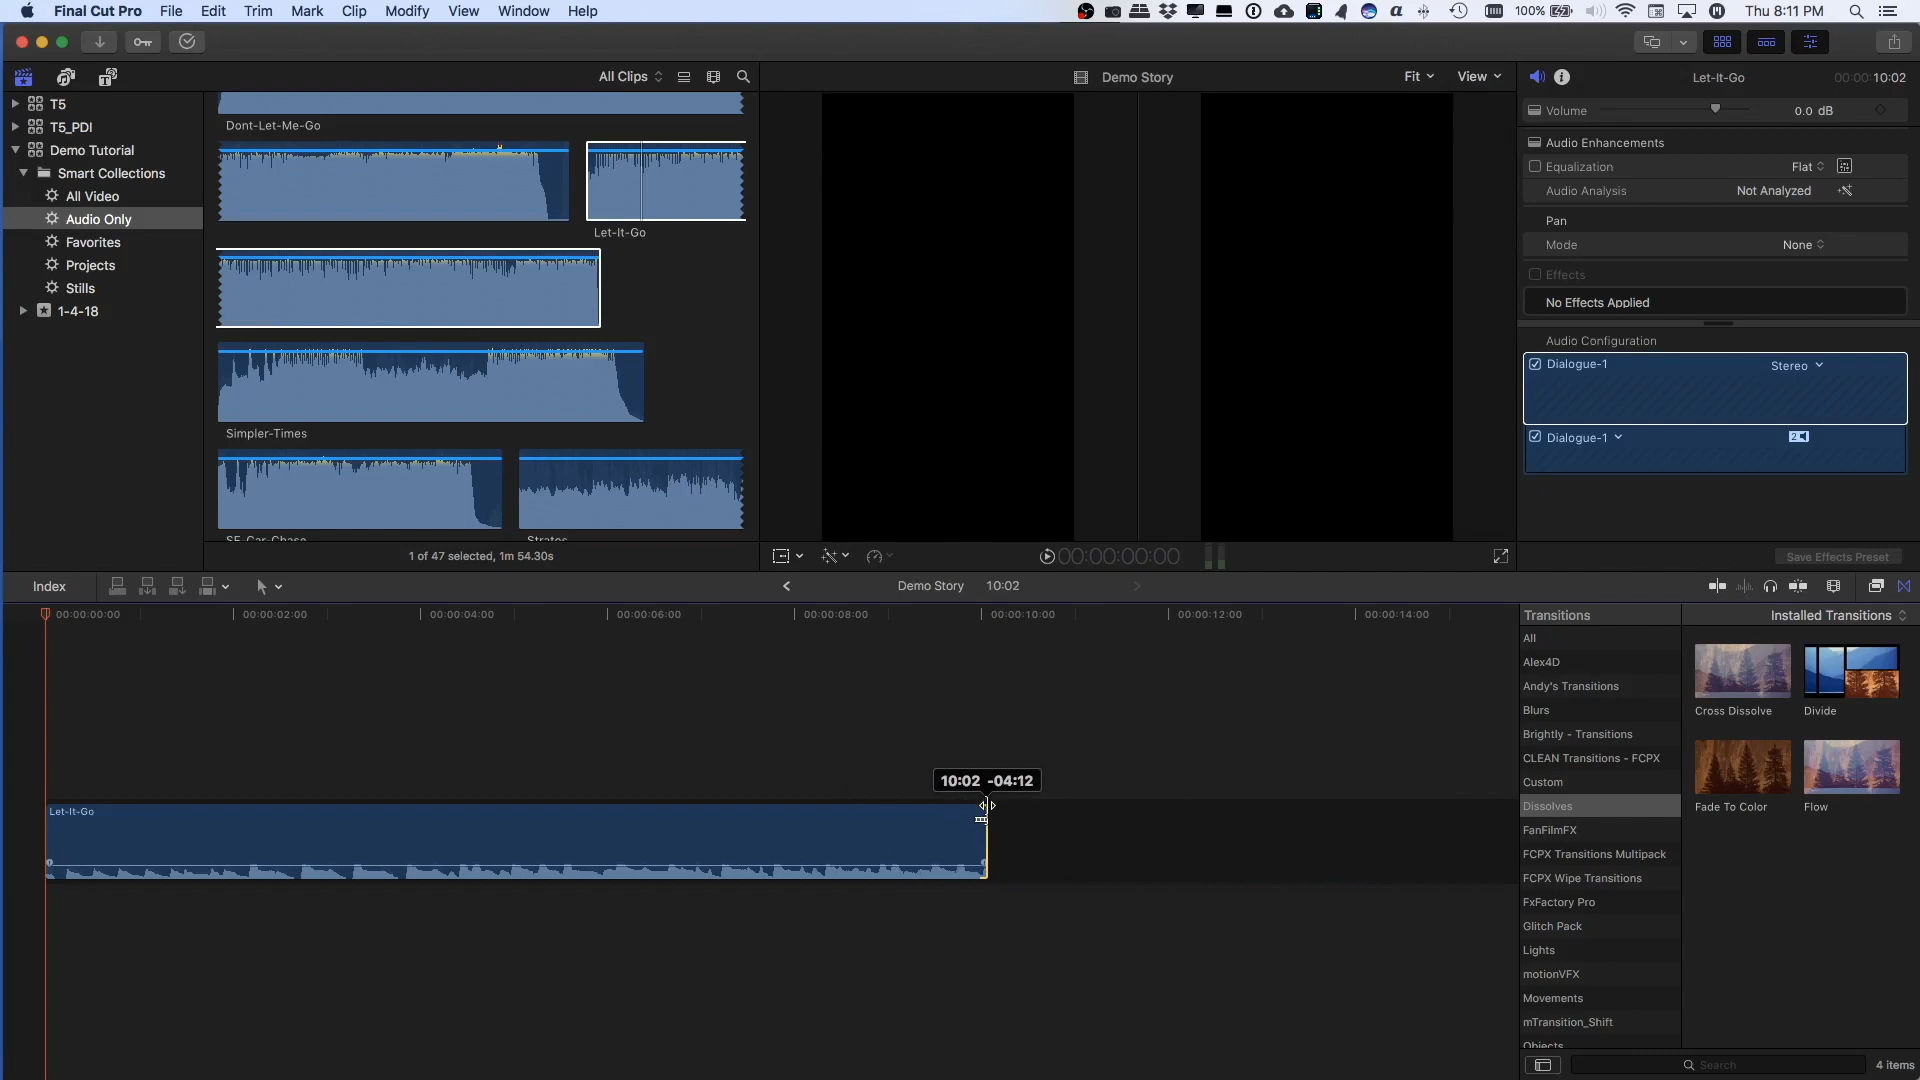 Final Cut Pro File Edit Trim Mark Clip Modify View Window Help 100% Thu 8:11 PM
All Clips Demo Story Fit View Let-It-Go 00:00:10:02
T5
T5_PDI
Demo Tutorial
Smart Collections
All Video
Audio Only
Favorites
Projects
Stills
1-4-18
Dont-Let-Me-Go
Let-It-Go
Simpler-Times
SF-Car-Chase Stratos
1 of 47 selected, 1m 54.30s
00:00:00:00
Volume 0.0 dB
Audio Enhancements
Equalization Flat
Audio Analysis Not Analyzed
Pan
Mode None
Effects
No Effects Applied
Audio Configuration
Dialogue-1 Stereo
Dialogue-1 2
Save Effects Preset
Index Demo Story 10:02
00:00:00:00 00:00:02:00 00:00:04:00 00:00:06:00 00:00:08:00 00:00:10:00 00:00:12:00 00:00:14:00
10:02 -04:12
Let-It-Go
Transitions Installed Transitions
All
Alex4D
Andy's Transitions
Blurs
Brightly - Transitions
CLEAN Transitions - FCPX
Custom
Dissolves
FanFilmFX
FCPX Transitions Multipack
FCPX Wipe Transitions
FxFactory Pro
Glitch Pack
Lights
motionVFX
Movements
mTransition_Shift
Objects
Cross Dissolve Divide
Fade To Color Flow
Search 4 items